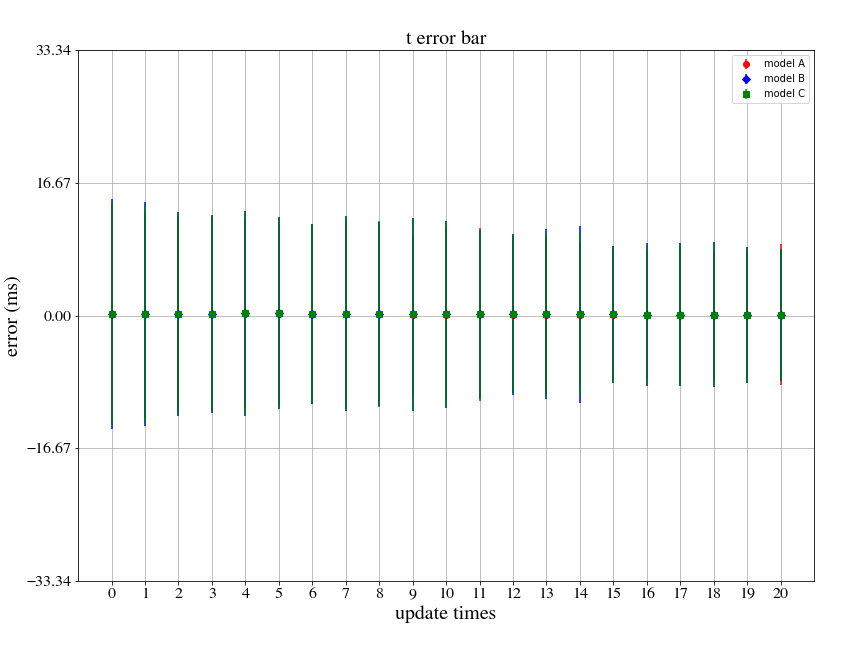 t error bar
33.34
16.67
0.00
−16.67
−33.34
error (ms)
model A
model B
model C
0 1 2 3 4 5 6 7 8 9 10 11 12 13 14 15 16 17 18 19 20
update times